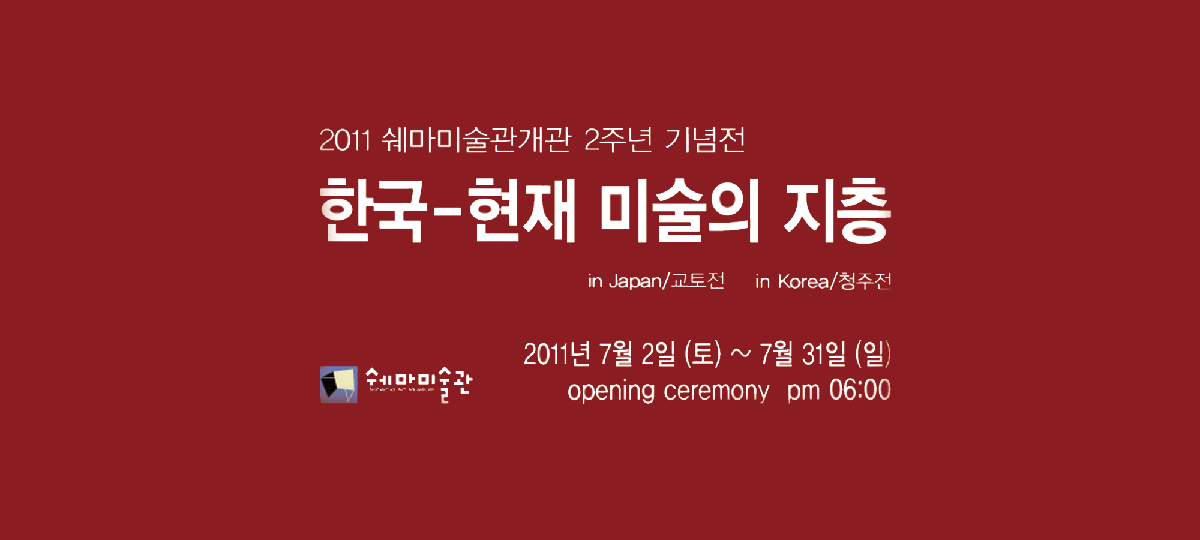 2011 쉐마미술관개관 2주년 기념전
한국-현재 미술의 지층
in Japan/교토전 in Korea/청주전
2011년 7월 2일 (토) ~ 7월 31일 (일)
쉐마미술관
opening ceremony pm 06:00